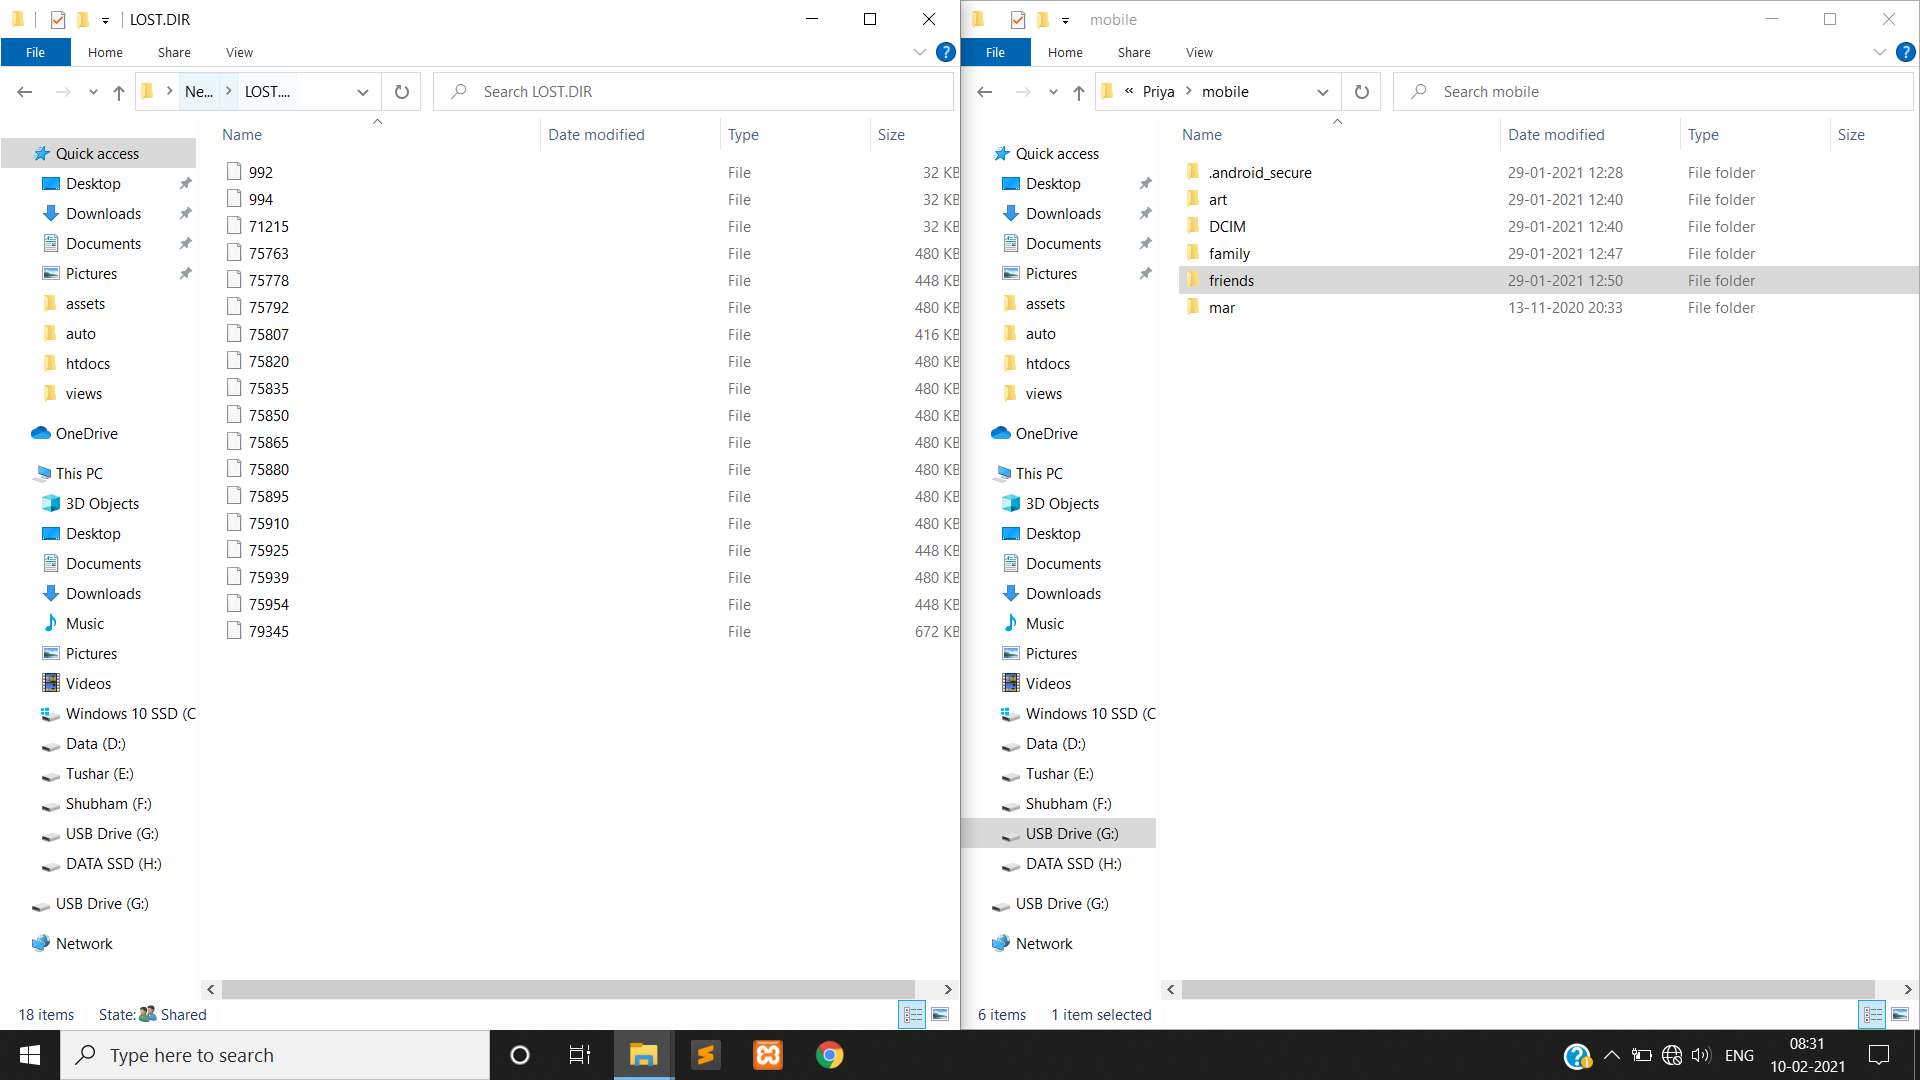 LOST.DIR
File Home Share View
Ne... LOST.... Search LOST.DIR
Name Date modified Type Size
Quick access
Desktop
Downloads
Documents
Pictures
assets
auto
htdocs
views
OneDrive
This PC
3D Objects
Desktop
Documents
Downloads
Music
Pictures
Videos
Windows 10 SSD (C
Data (D:)
Tushar (E:)
Shubham (F:)
USB Drive (G:)
DATA SSD (H:)
USB Drive (G:)
Network
992 File 32 KB
994 File 32 KB
71215 File 32 KB
75763 File 480 KB
75778 File 448 KB
75792 File 480 KB
75807 File 416 KB
75820 File 480 KB
75835 File 480 KB
75850 File 480 KB
75865 File 480 KB
75880 File 480 KB
75895 File 480 KB
75910 File 480 KB
75925 File 448 KB
75939 File 480 KB
75954 File 448 KB
79345 File 672 KB
18 items State: Shared
mobile
File Home Share View
« Priya mobile Search mobile
Name Date modified Type Size
Quick access
Desktop
Downloads
Documents
Pictures
assets
auto
htdocs
views
OneDrive
This PC
3D Objects
Desktop
Documents
Downloads
Music
Pictures
Videos
Windows 10 SSD (C
Data (D:)
Tushar (E:)
Shubham (F:)
USB Drive (G:)
DATA SSD (H:)
USB Drive (G:)
Network
.android_secure 29-01-2021 12:28 File folder
art 29-01-2021 12:40 File folder
DCIM 29-01-2021 12:40 File folder
family 29-01-2021 12:47 File folder
friends 29-01-2021 12:50 File folder
mar 13-11-2020 20:33 File folder
6 items 1 item selected
Type here to search
ENG
08:31
10-02-2021